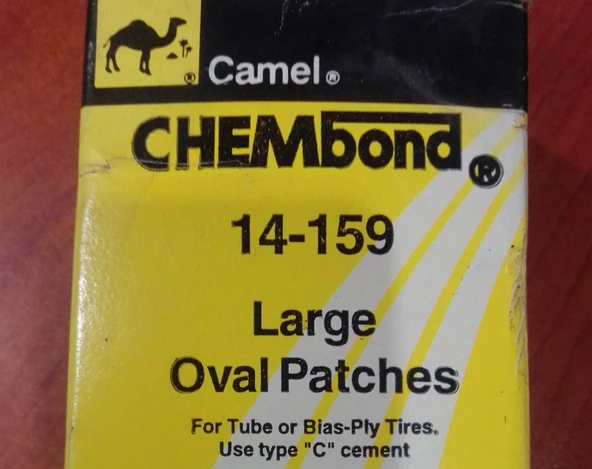 ® Camel®
CHEMbond®
14-159
Large
Oval Patches
For Tube or Bias-Ply Tires.
Use type "C" cement